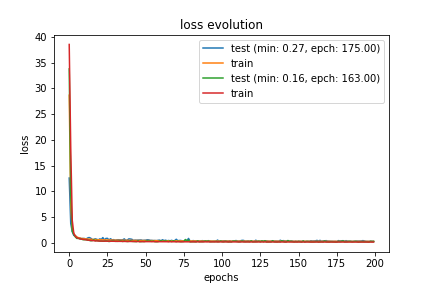 loss evolution
40
35
30
25
20
15
10
5
0
loss
test (min: 0.27, epch: 175.00)
train
test (min: 0.16, epch: 163.00)
train
0 25 50 75 100 125 150 175 200
epochs